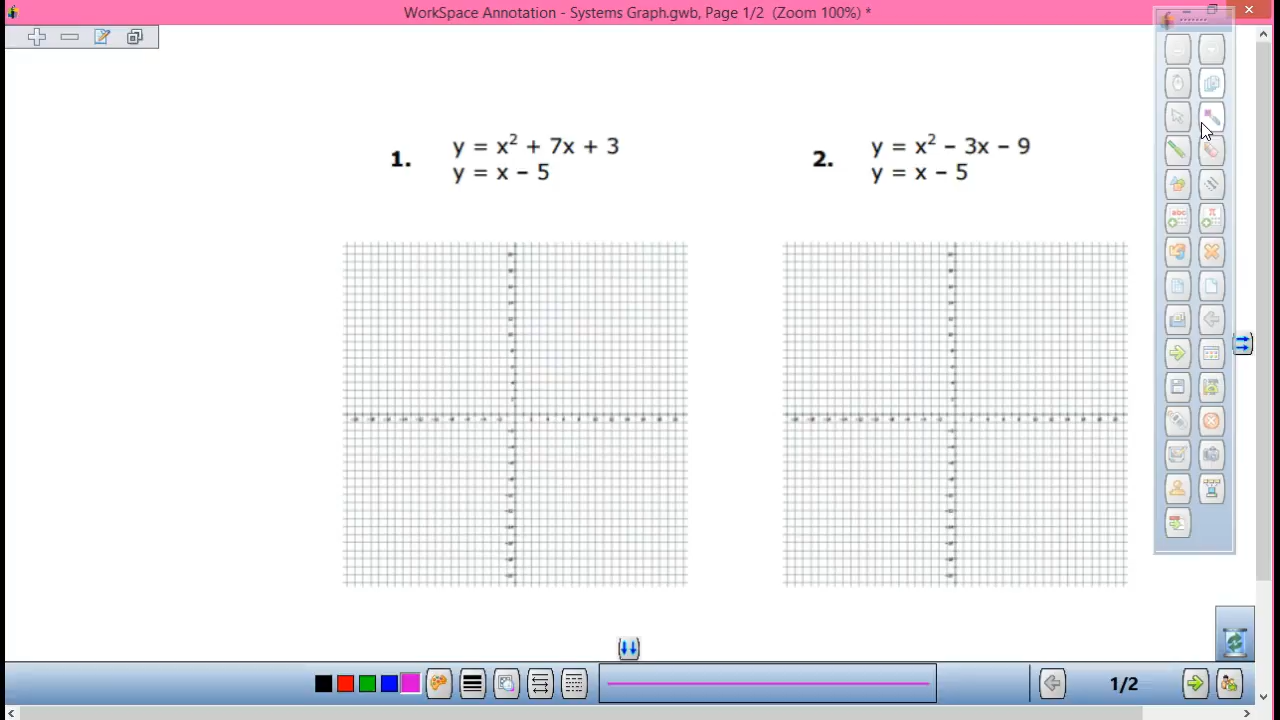 WorkSpace Annotation - Systems Graph.gwb, Page 1/2 (Zoom 100%) *
1.
y = x² + 7x + 3
y = x – 5
2.
y = x² – 3x – 9
y = x – 5
abc
π
1/2